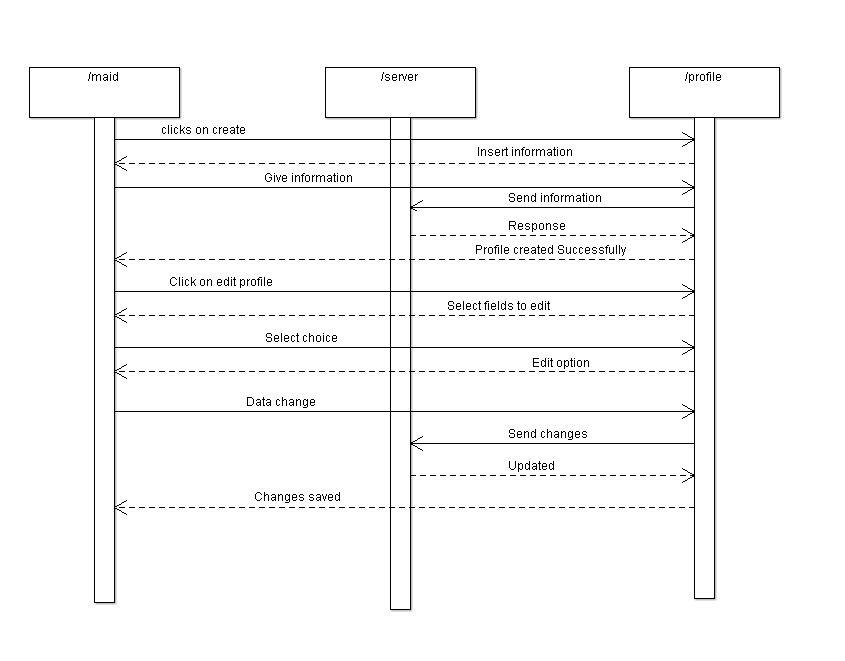 /maid
/server
/profile
clicks on create
Insert information
Give information
Send information
Response
Profile created Successfully
Click on edit profile
Select fields to edit
Select choice
Edit option
Data change
Send changes
Updated
Changes saved